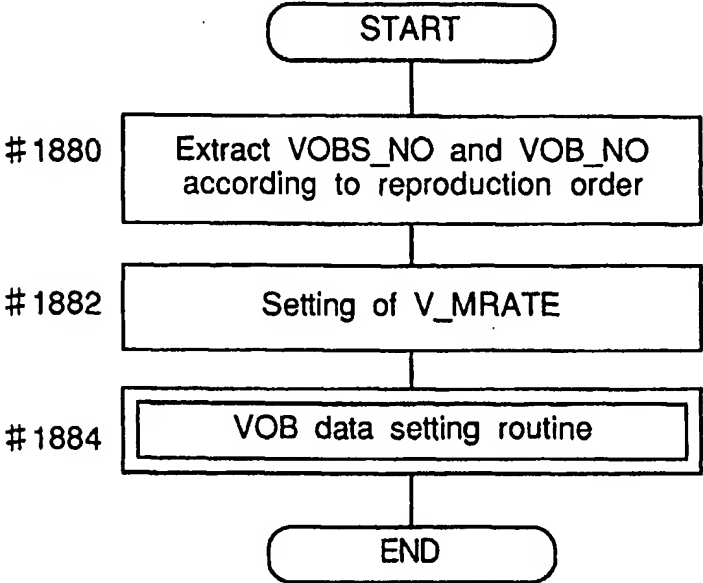 START
#1880
Extract VOBS_NO and VOB_NO
according to reproduction order
#1882
Setting of V_MRATE
#1884
VOB data setting routine
END